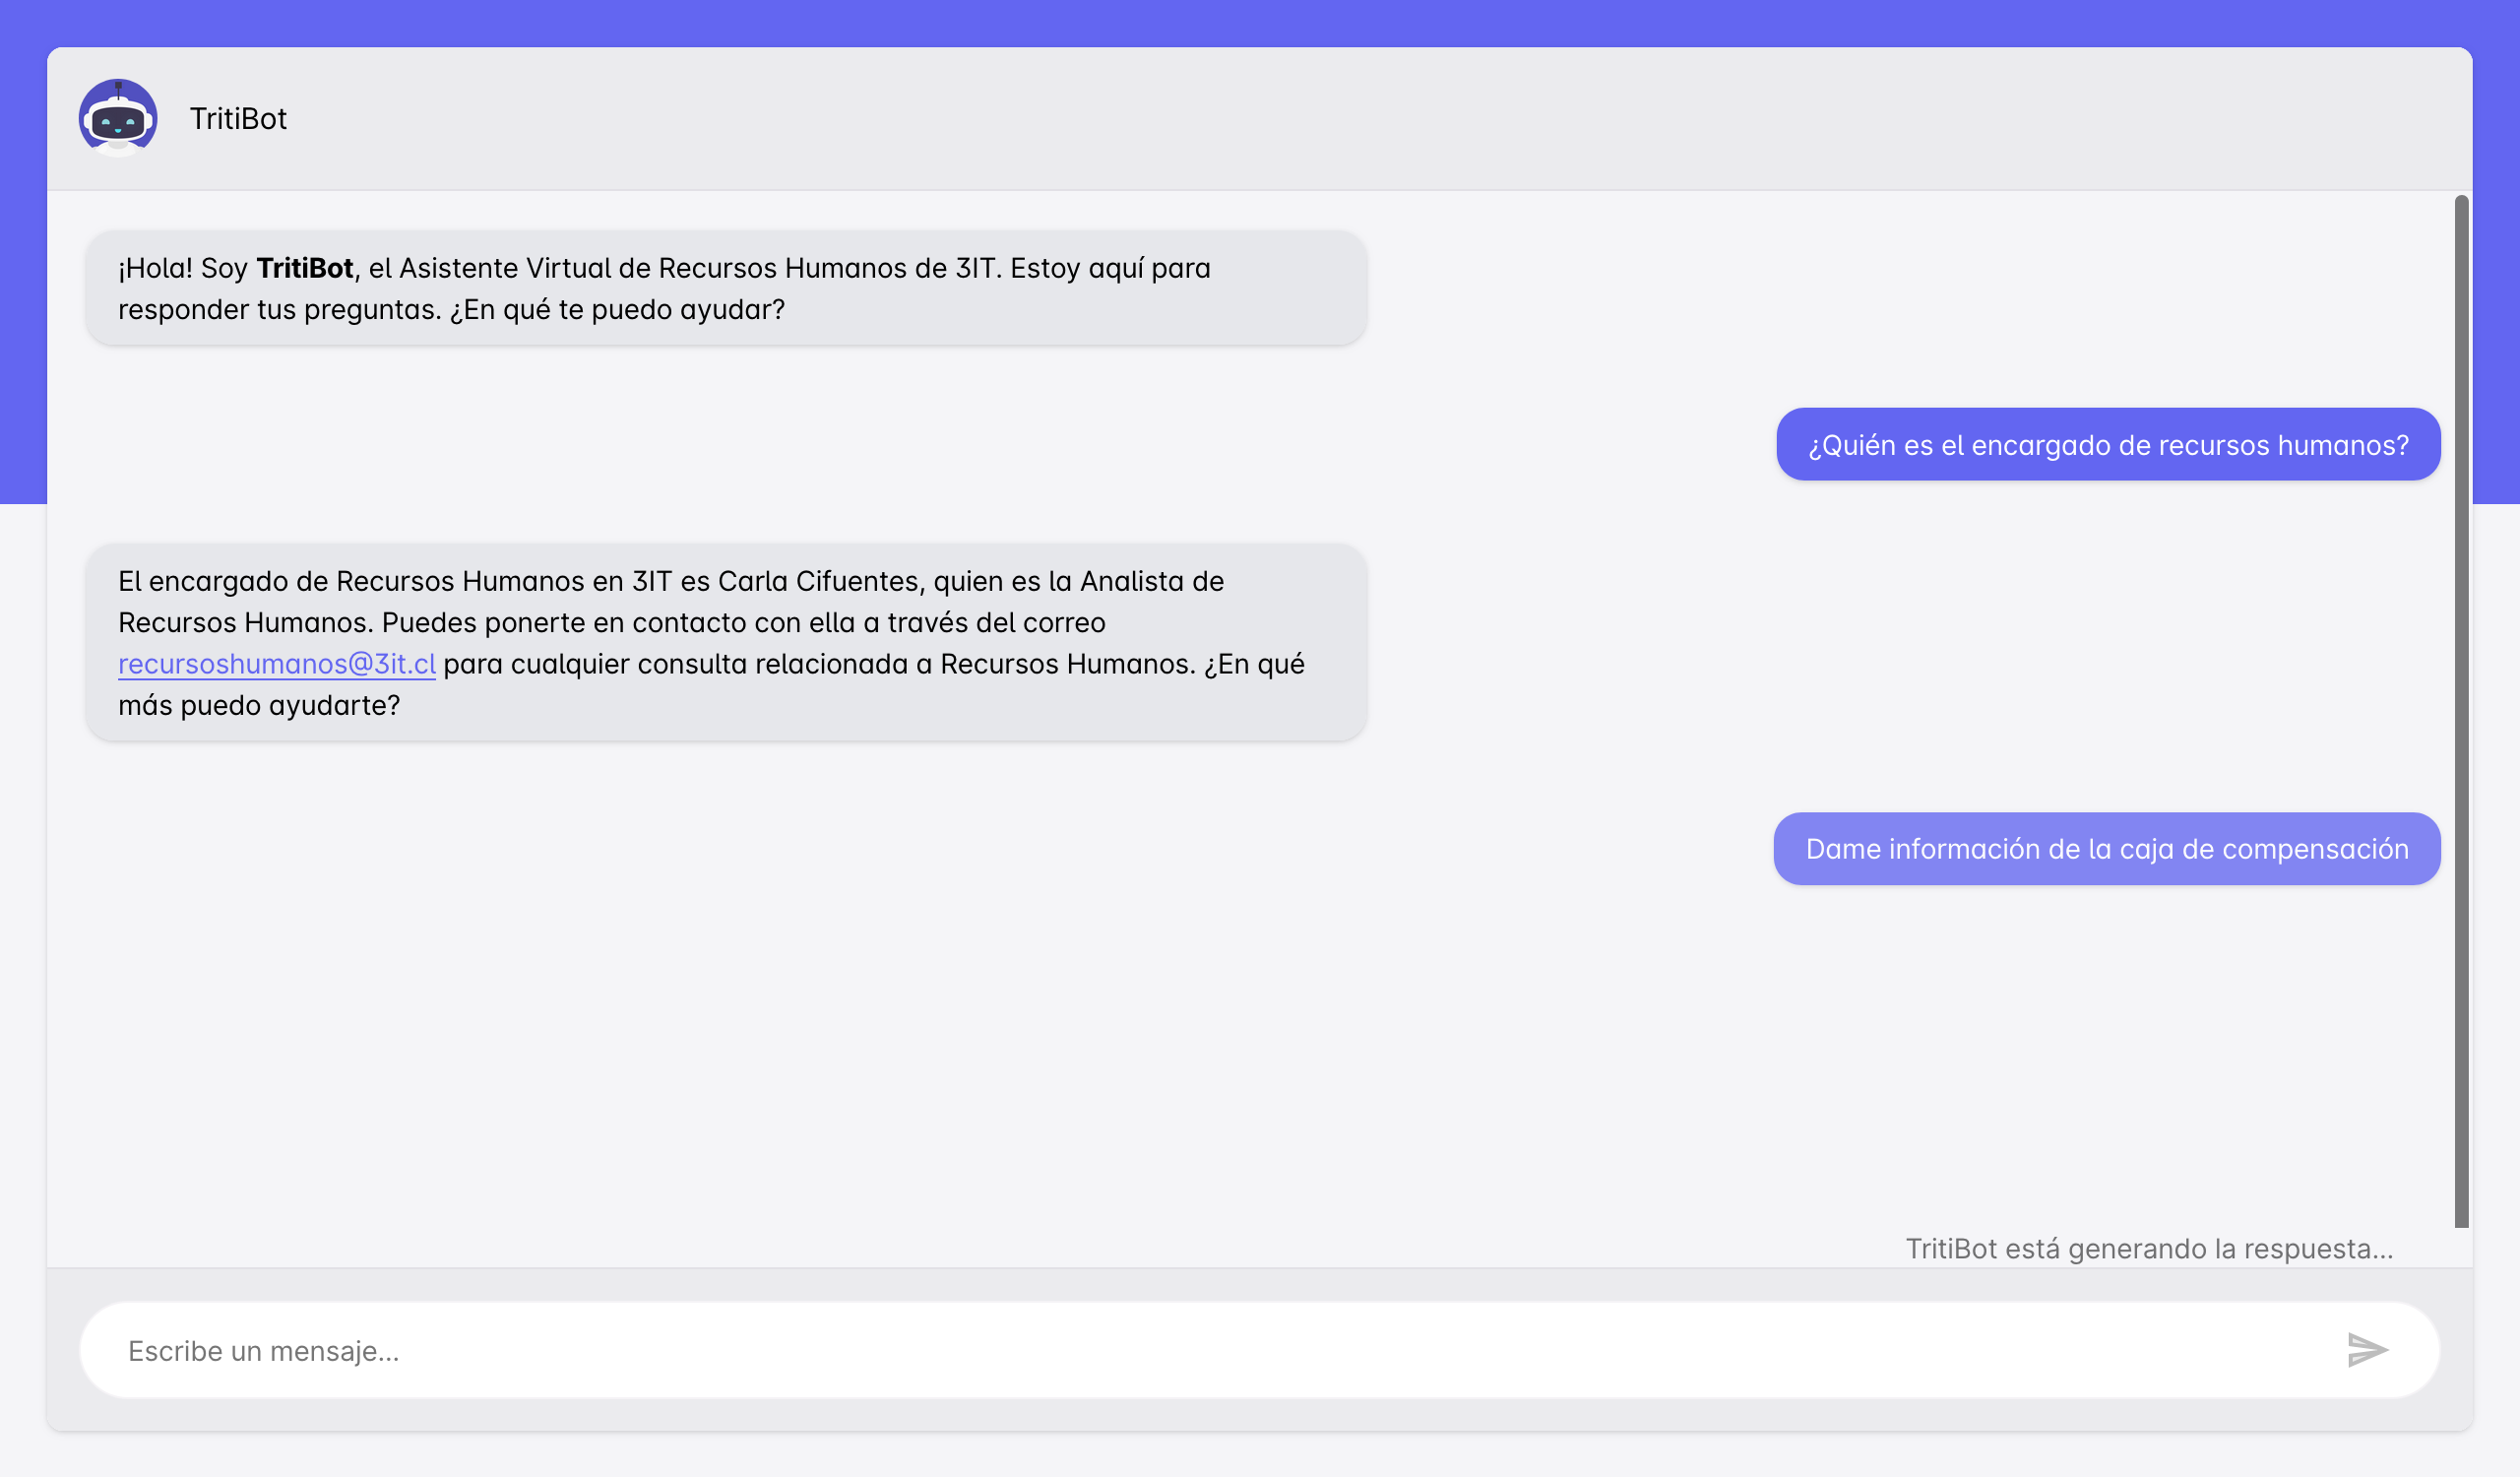 TritiBot
¡Hola! Soy TritiBot, el Asistente Virtual de Recursos Humanos de 3IT. Estoy aquí para
responder tus preguntas. ¿En qué te puedo ayudar?
¿Quién es el encargado de recursos humanos?
El encargado de Recursos Humanos en 3IT es Carla Cifuentes, quien es la Analista de
Recursos Humanos. Puedes ponerte en contacto con ella a través del correo
recursoshumanos@3it.cl para cualquier consulta relacionada a Recursos Humanos. ¿En qué
más puedo ayudarte?
Dame información de la caja de compensación
TritiBot está generando la respuesta...
Escribe un mensaje...